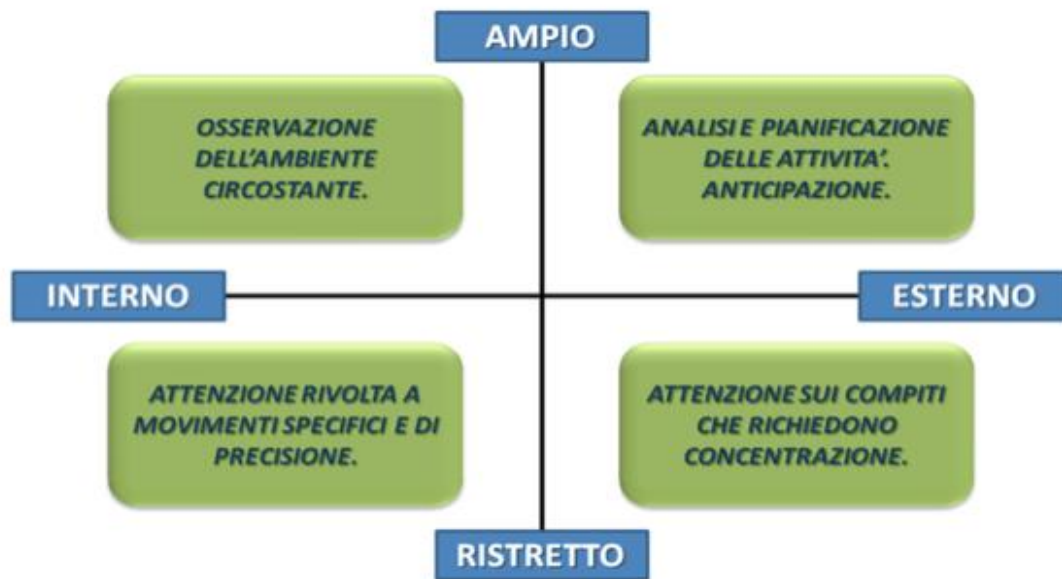 AMPIO
OSSERVAZIONE
DELL'AMBIENTE
CIRCOSTANTE.
ANALISI E PIANIFICAZIONE
DELLE ATTIVITA'.
ANTICIPAZIONE.
INTERNO
ESTERNO
ATTENZIONE RIVOLTA A
MOVIMENTI SPECIFICI E DI
PRECISIONE.
ATTENZIONE SUI COMPITI
CHE RICHIEDONO
CONCENTRAZIONE.
RISTRETTO